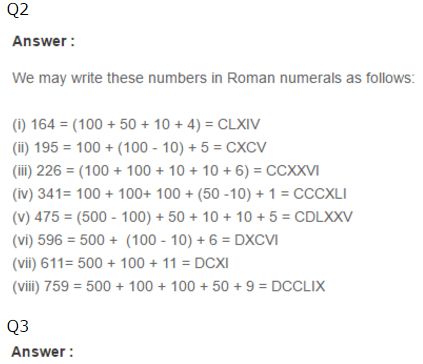 Q2
Answer :
We may write these numbers in Roman numerals as follows:
(i) 164 = (100 + 50 + 10 + 4) = CLXIV
(ii) 195 = 100 + (100 - 10) + 5 = CXCV
(iii) 226 = (100 + 100 + 10 + 10 + 6) = CCXXVI
(iv) 341= 100 + 100+ 100 + (50 -10) + 1 = CCCXLI
(v) 475 = (500 - 100) + 50 + 10 + 10 + 5 = CDLXXV
(vi) 596 = 500 +  (100 - 10) + 6 = DXCVI
(vii) 611= 500 + 100 + 11 = DCXI
(viii) 759 = 500 + 100 + 100 + 50 + 9 = DCCLIX
Q3
Answer :